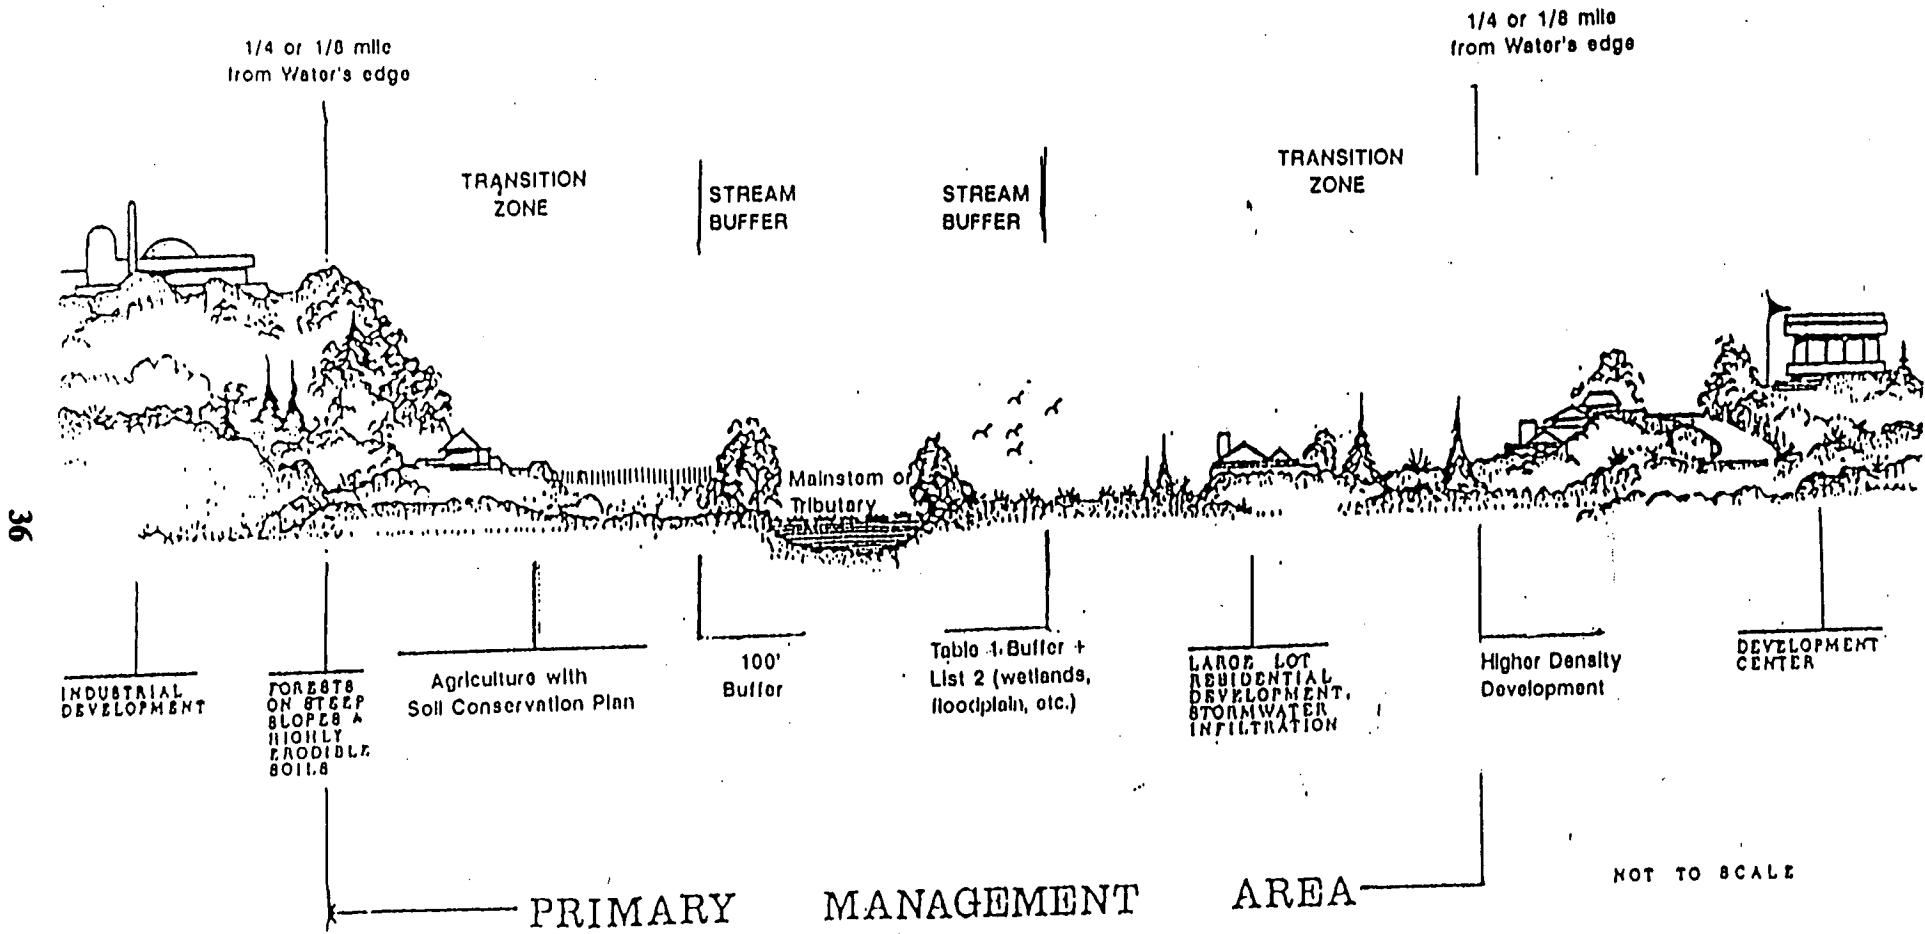 1/4 or 1/8 mile
from Water's edge
1/4 or 1/8 mile
from Water's edge
TRANSITION
ZONE
STREAM
BUFFER
STREAM
BUFFER
TRANSITION
ZONE
Mainstem or
Tributary
36
INDUSTRIAL
DEVELOPMENT
FORESTS
ON STEEP
SLOPES &
HIGHLY
ERODIBLE
SOILS
Agriculture with
Soil Conservation Plan
100'
Buffer
Table 1 Buffer +
List 2 (wetlands,
floodplain, etc.)
LARGE LOT
RESIDENTIAL
DEVELOPMENT,
STORMWATER
INFILTRATION
Higher Density
Development
DEVELOPMENT
CENTER
NOT TO SCALE
PRIMARY MANAGEMENT AREA